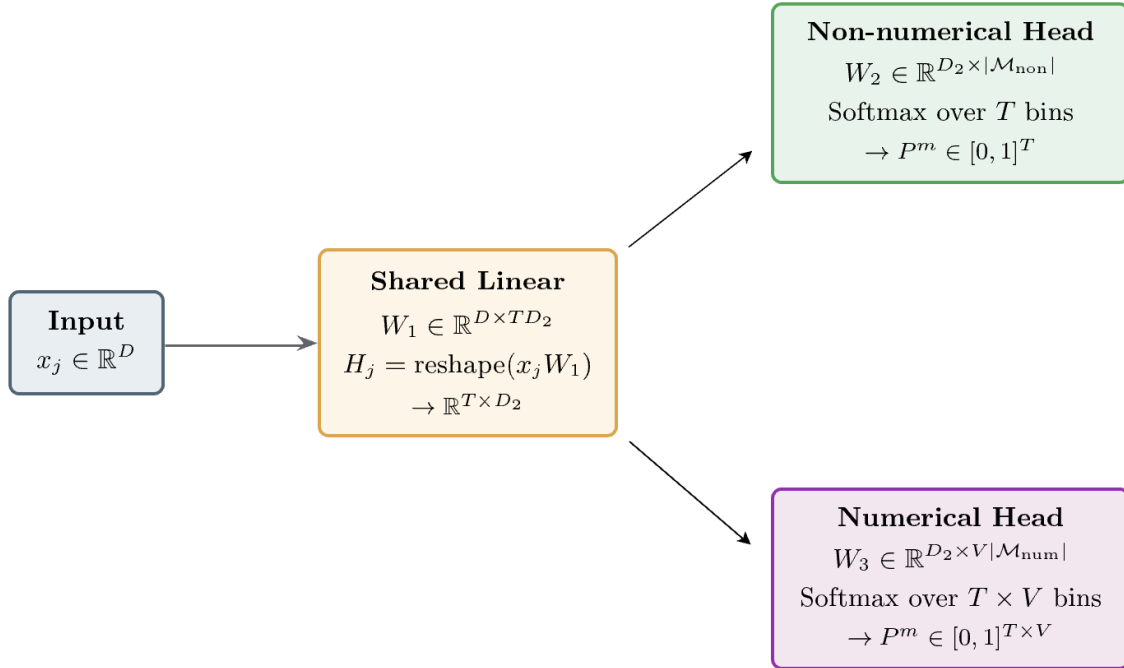 Input
x_j ∈ ℝ^D
Shared Linear
W_1 ∈ ℝ^{D×TD_2}
H_j = reshape(x_j W_1)
→ ℝ^{T×D_2}
Non-numerical Head
W_2 ∈ ℝ^{D_2×|ℳ_non|}
Softmax over T bins
→ P^m ∈ [0, 1]^T
Numerical Head
W_3 ∈ ℝ^{D_2×V|ℳ_num|}
Softmax over T × V bins
→ P^m ∈ [0, 1]^{T×V}